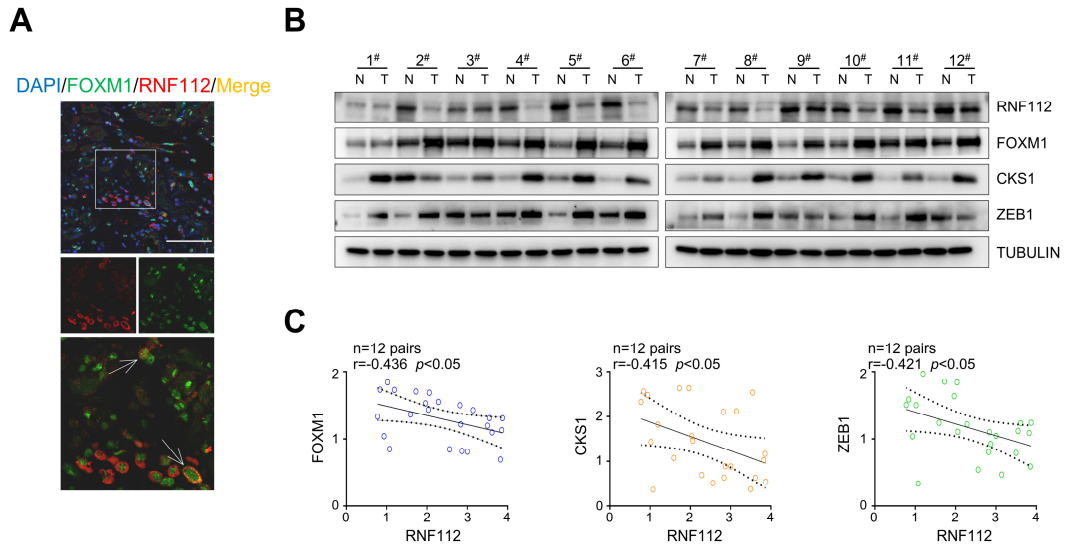 A
DAPI/FOXM1/RNF112/Merge
B
1# 2# 3# 4# 5# 6# 7# 8# 9# 10# 11# 12#
N T N T N T N T N T N T N T N T N T N T N T N T
RNF112
FOXM1
CKS1
ZEB1
TUBULIN
C
n=12 pairs
r=-0.436 p<0.05
2
1
0
FOXM1
0 1 2 3 4
RNF112
n=12 pairs
r=-0.415 p<0.05
3
2
1
0
CKS1
0 1 2 3 4
RNF112
n=12 pairs
r=-0.421 p<0.05
2
1
0
ZEB1
0 1 2 3 4
RNF112